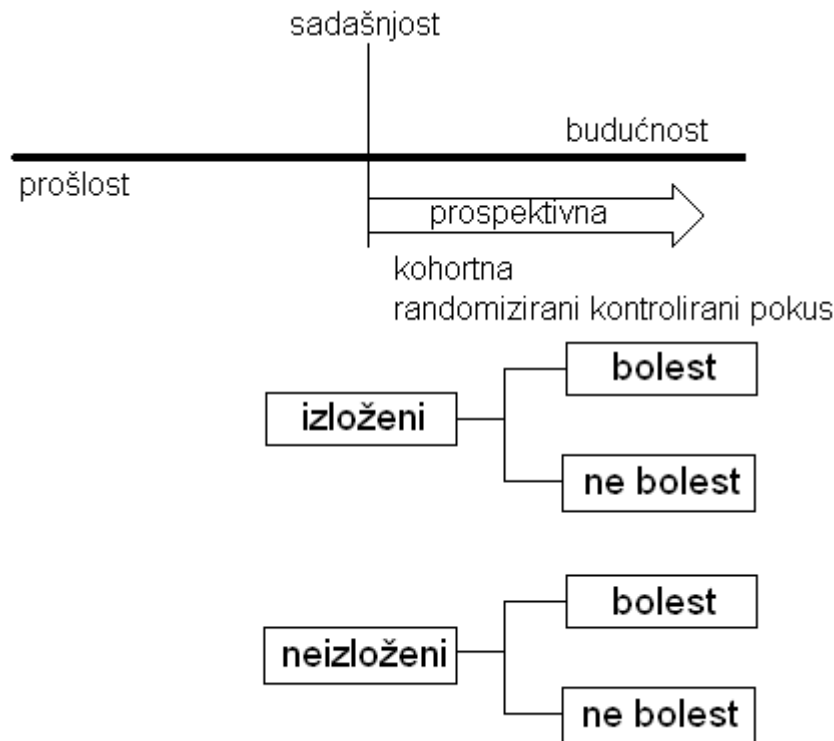 sadašnjost
budućnost
prošlost
prospektivna
kohortna
randomizirani kontrolirani pokus
bolest
izloženi
ne bolest
bolest
neizloženi
ne bolest